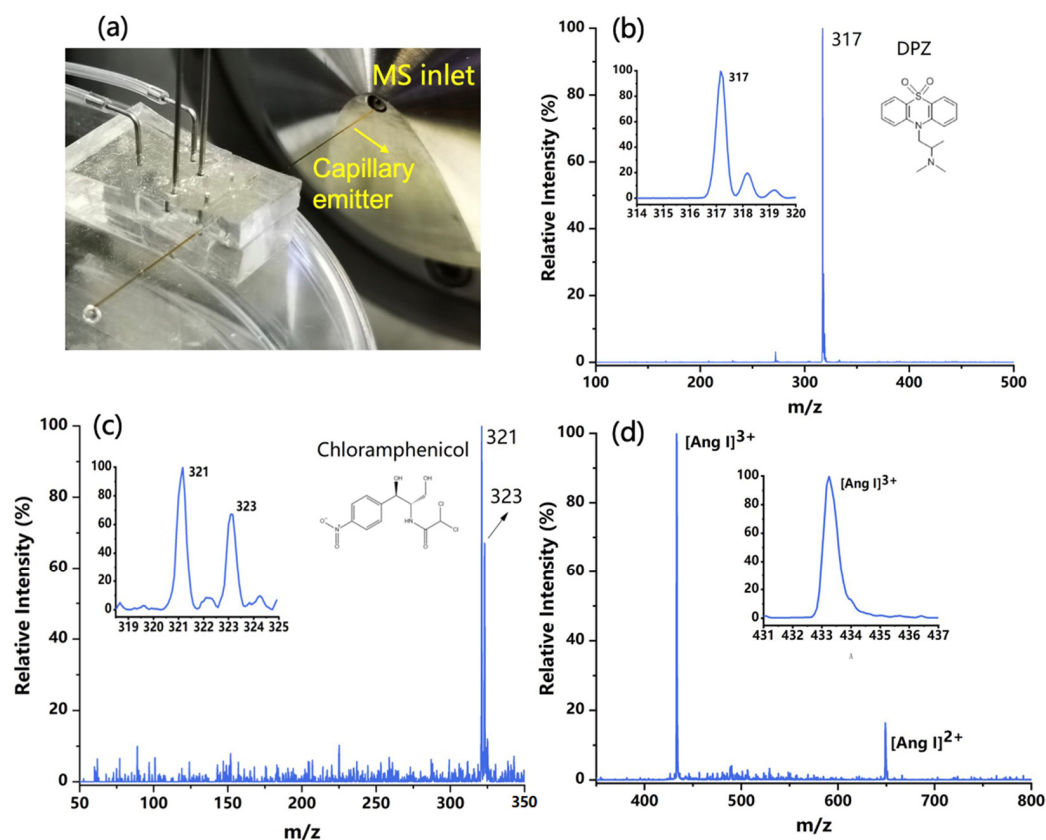 (a)
MS inlet
Capillary
emitter
(b)
317
DPZ
O O
S
N
N
317
100
80
60
40
20
0
314 315 316 317 318 319 320
Relative Intensity (%)
100
80
60
40
20
0
100 200 300 400 500
m/z
(c)
321
323
Chloramphenicol
OH
OH
Cl
HN
Cl
O
O⁻
N⁺
O
321
323
100
80
60
40
20
0
319 320 321 322 323 324 325
Relative Intensity (%)
100
80
60
40
20
0
50 100 150 200 250 300 350
m/z
(d)
[Ang I]³⁺
[Ang I]³⁺
100
80
60
40
20
0
431 432 433 434 435 436 437
[Ang I]²⁺
Relative Intensity (%)
100
80
60
40
20
0
400 500 600 700 800
m/z